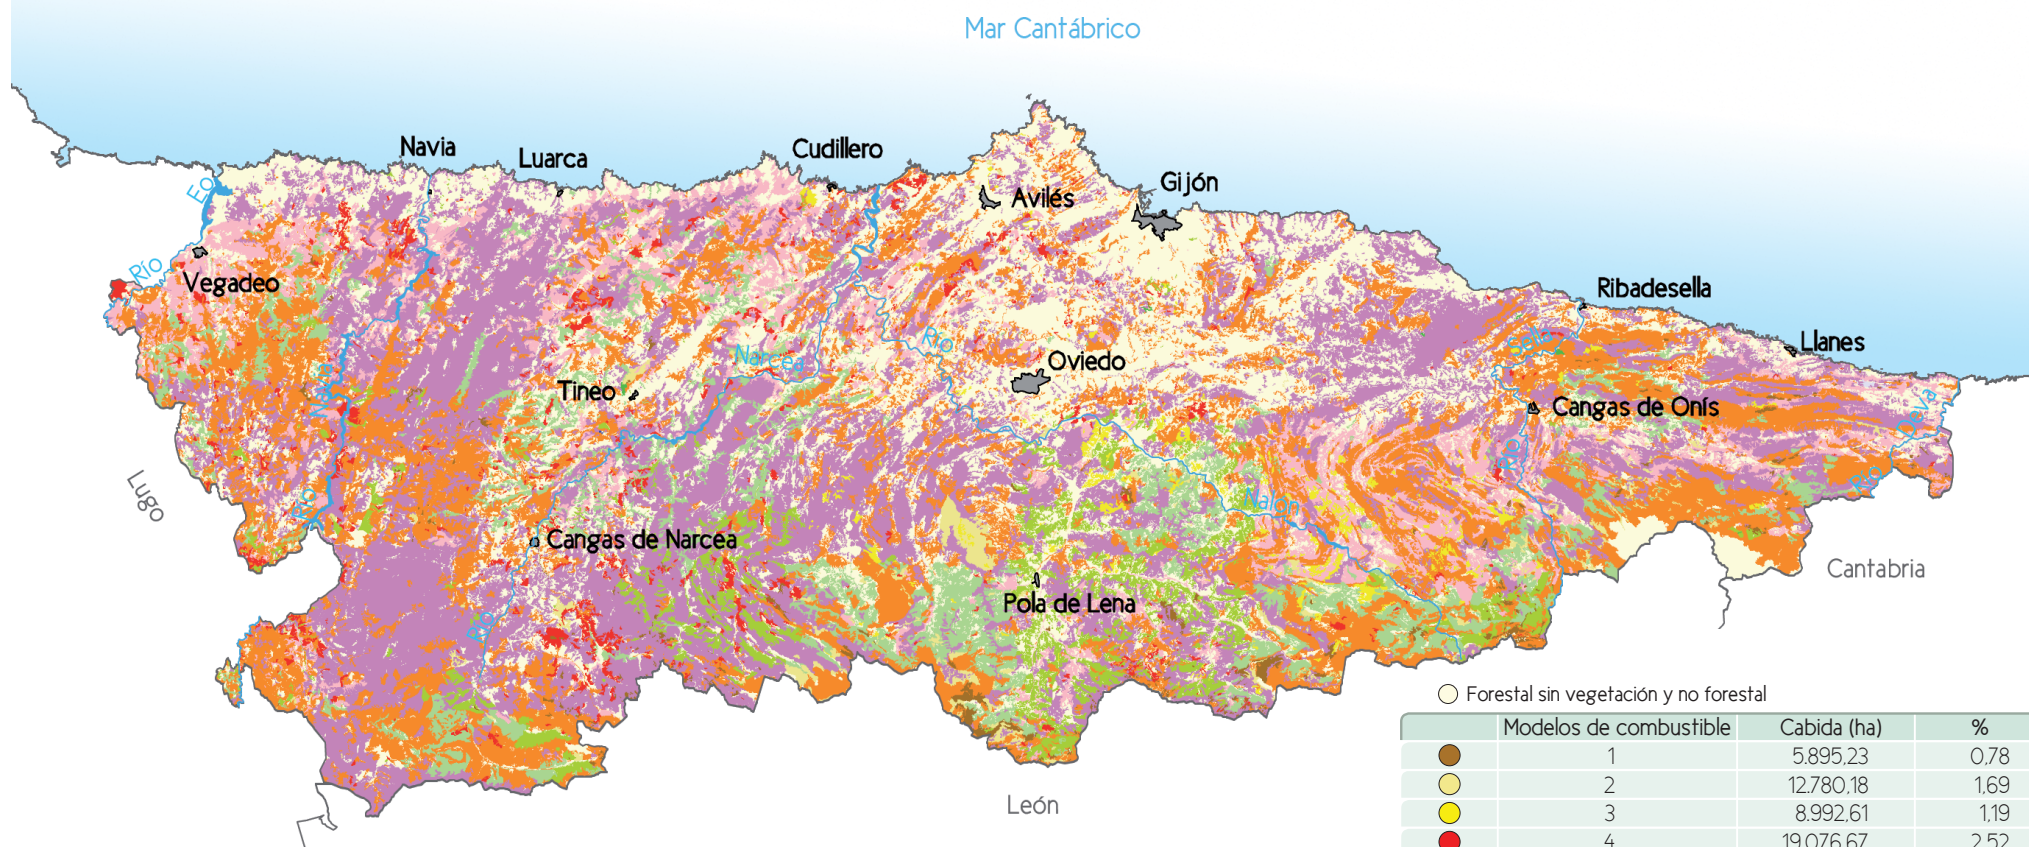 Mar Cantábrico
Navia
Luarca
Cudillero
Gijón
Avilés
Eo
Río
Vegadeo
Ribadesella
Llanes
Sella
Río
Oviedo
Narcea
Tineo
Navia
Cangas de Onís
Deva
Río
Río
Lugo
Río
Nalón
Cangas de Narcea
Cantabria
Pola de Lena
Río
León
Forestal sin vegetación y no forestal
Modelos de combustible Cabida (ha) %
1 5.895,23 0,78
2 12.780,18 1,69
3 8.992,61 1,19
4 19.076,67 2,52